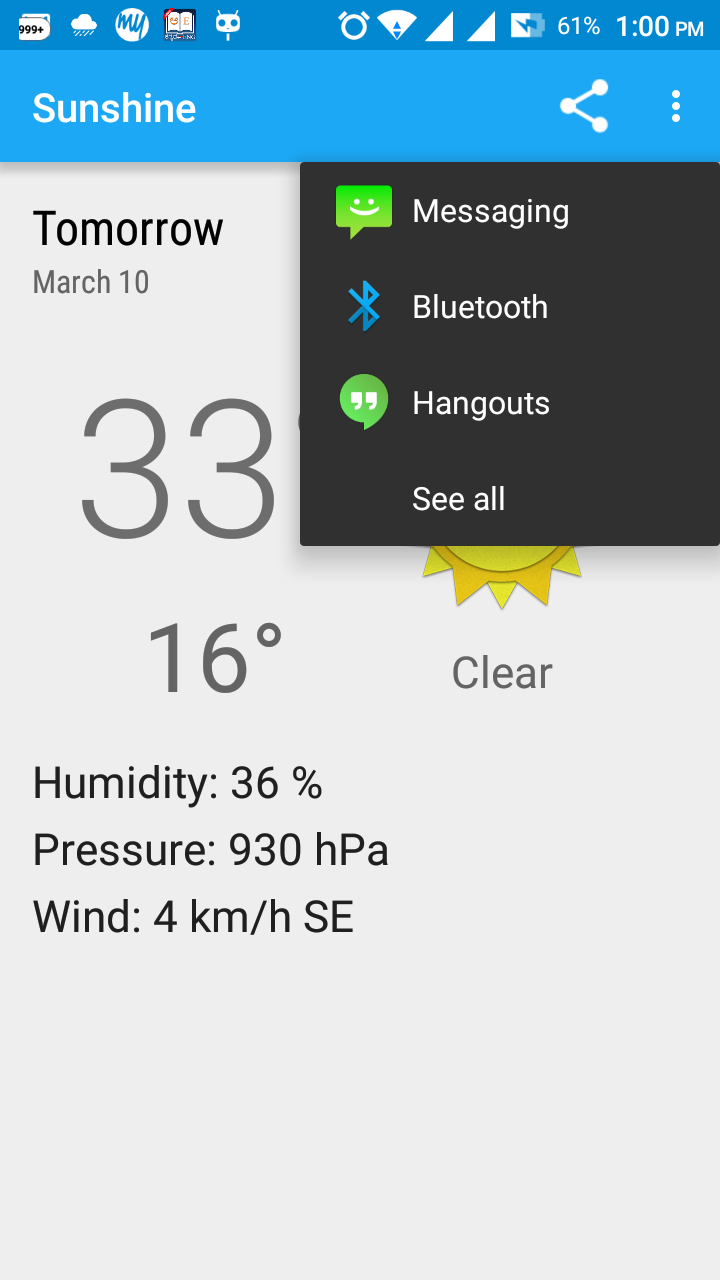 999+
61% 1:00 PM
Sunshine
Messaging
Tomorrow
March 10
Bluetooth
Hangouts
33°
See all
16°
Clear
Humidity: 36 %
Pressure: 930 hPa
Wind: 4 km/h SE